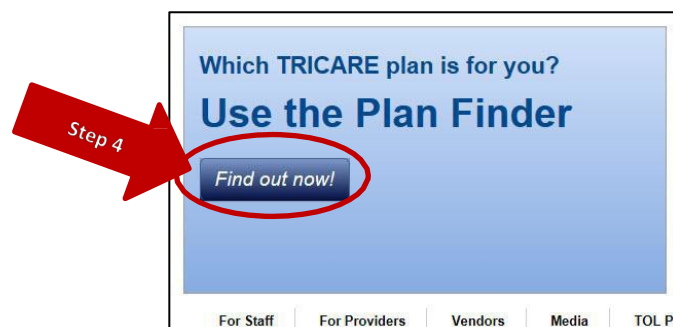 Which TRICARE plan is for you?
Use the Plan Finder
Step 4
Find out now!
For Staff For Providers Vendors Media TOL P